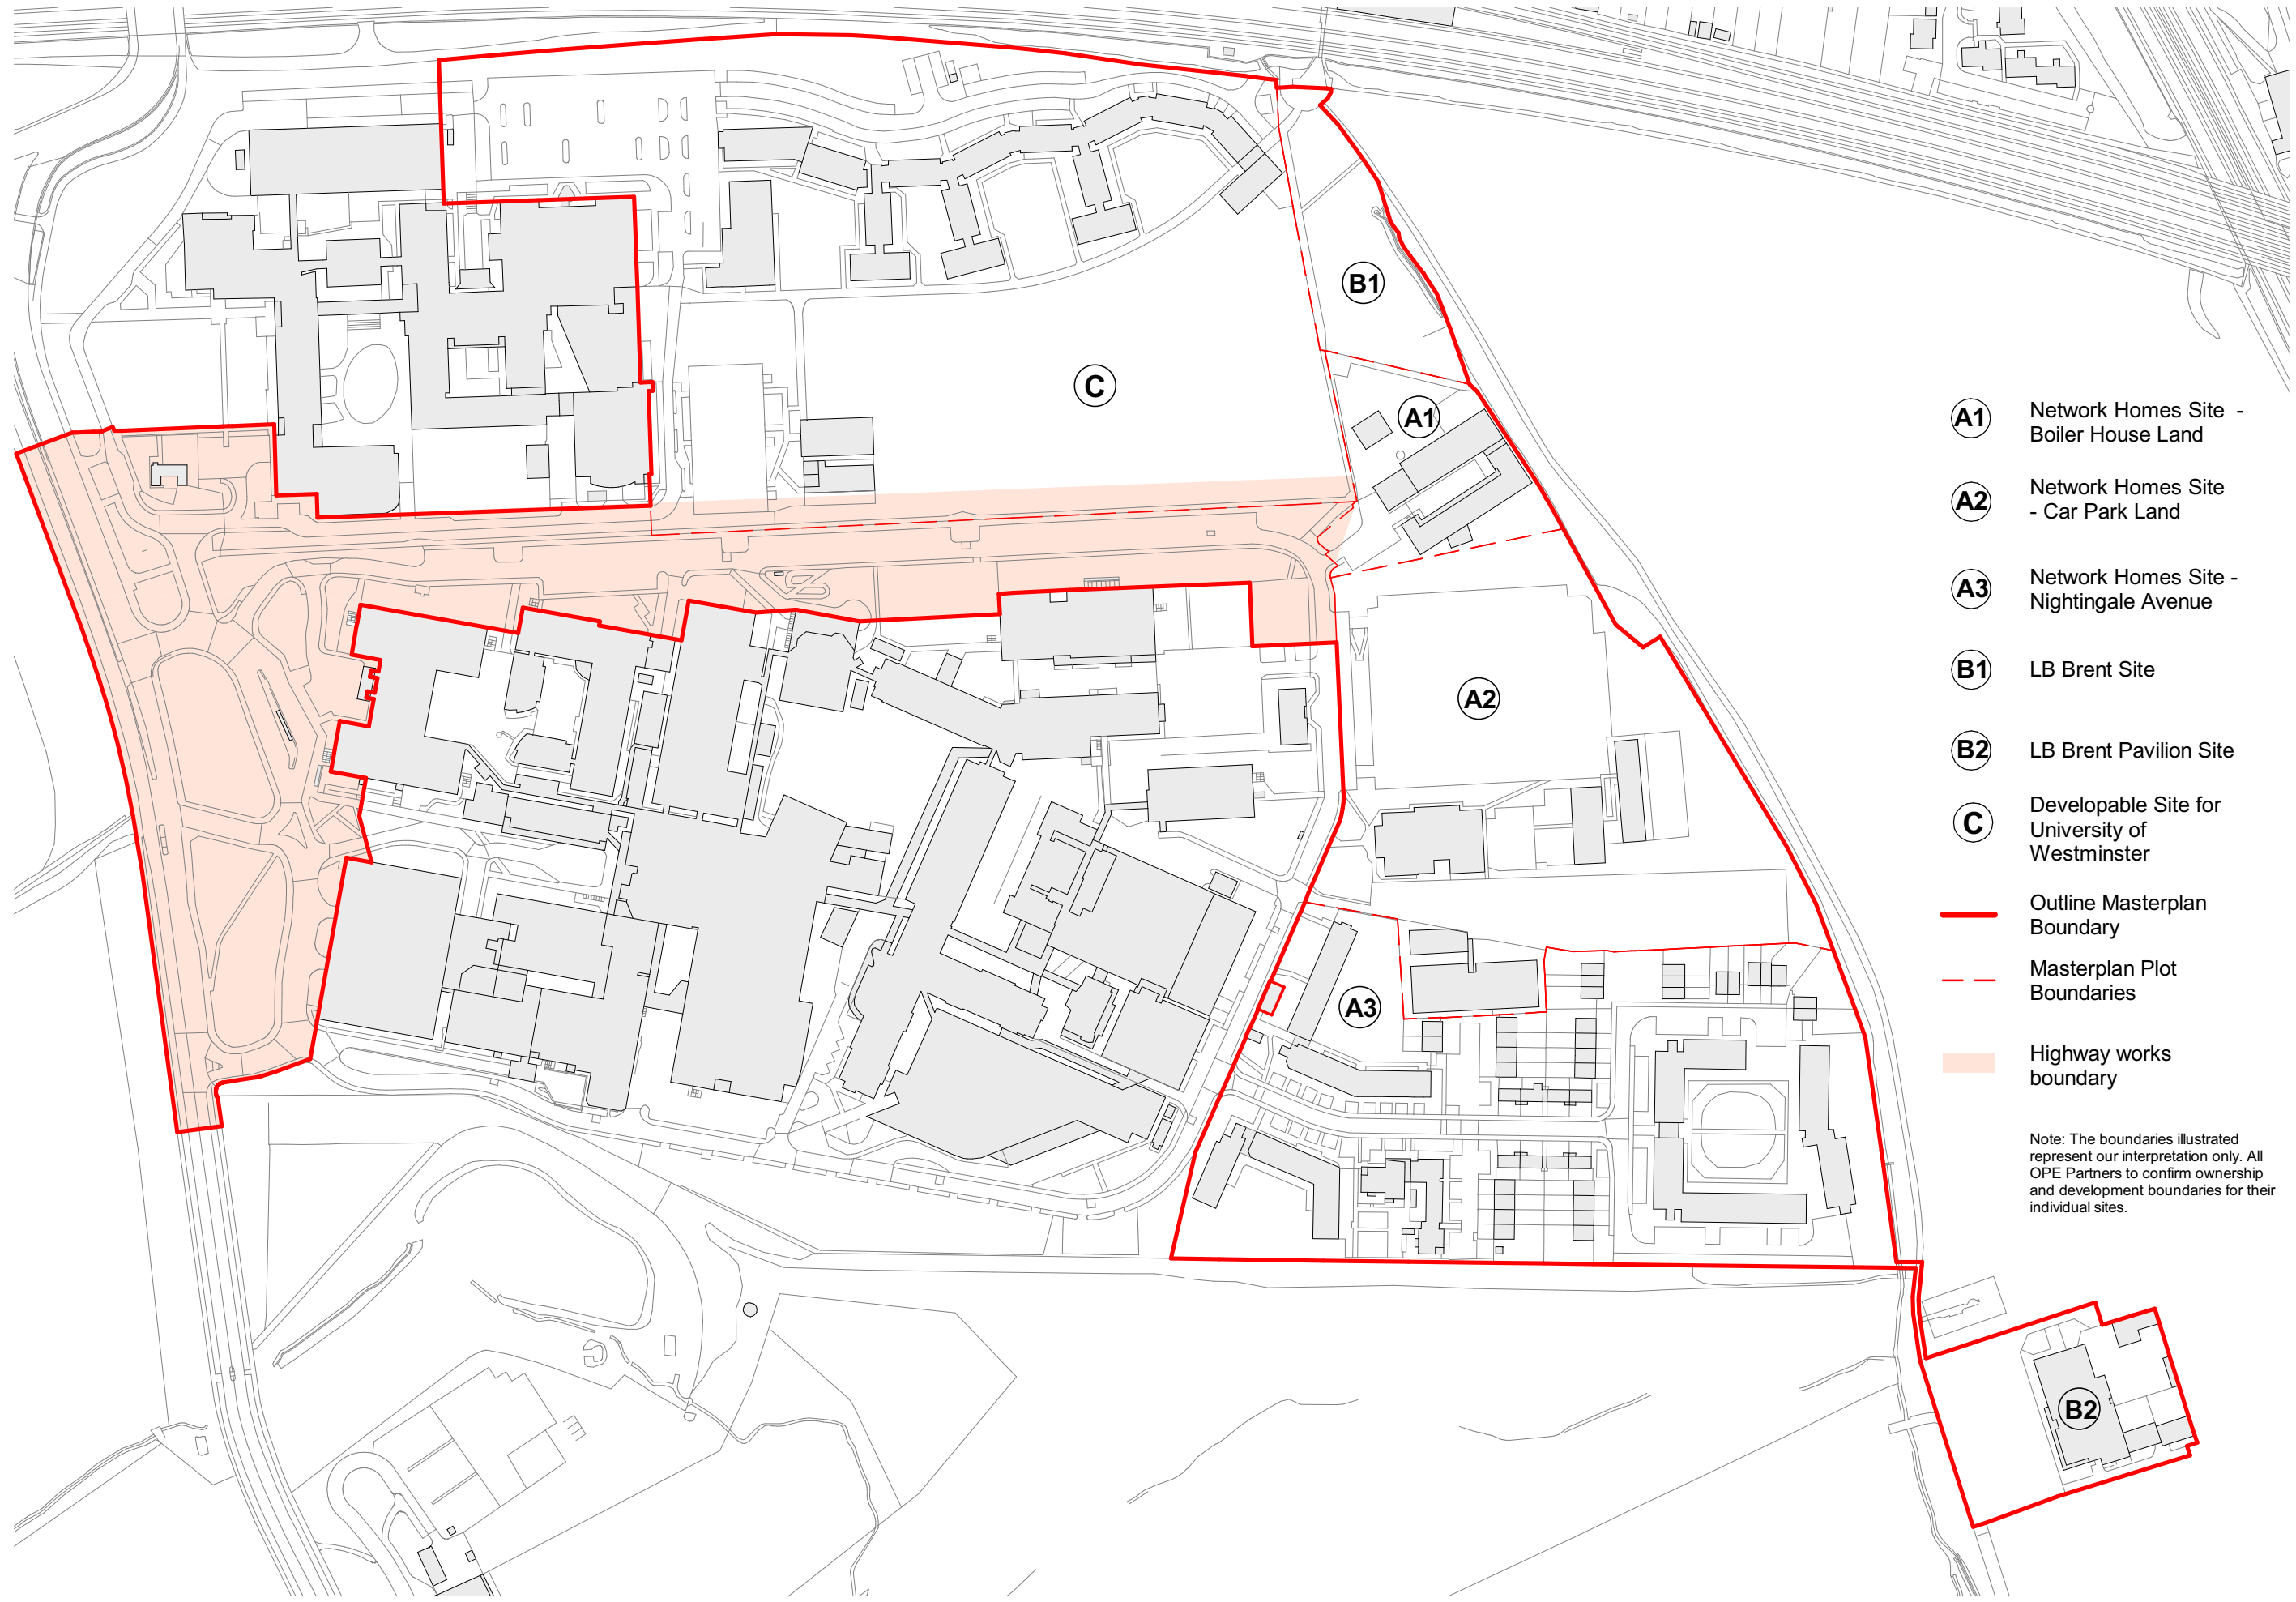 B1
C
A1
A2
A3
B2
A1 Network Homes Site -
Boiler House Land
A2 Network Homes Site
- Car Park Land
A3 Network Homes Site -
Nightingale Avenue
B1 LB Brent Site
B2 LB Brent Pavilion Site
C Developable Site for
University of
Westminster
Outline Masterplan
Boundary
Masterplan Plot
Boundaries
Highway works
boundary
Note: The boundaries illustrated
represent our interpretation only. All
OPE Partners to confirm ownership
and development boundaries for their
individual sites.